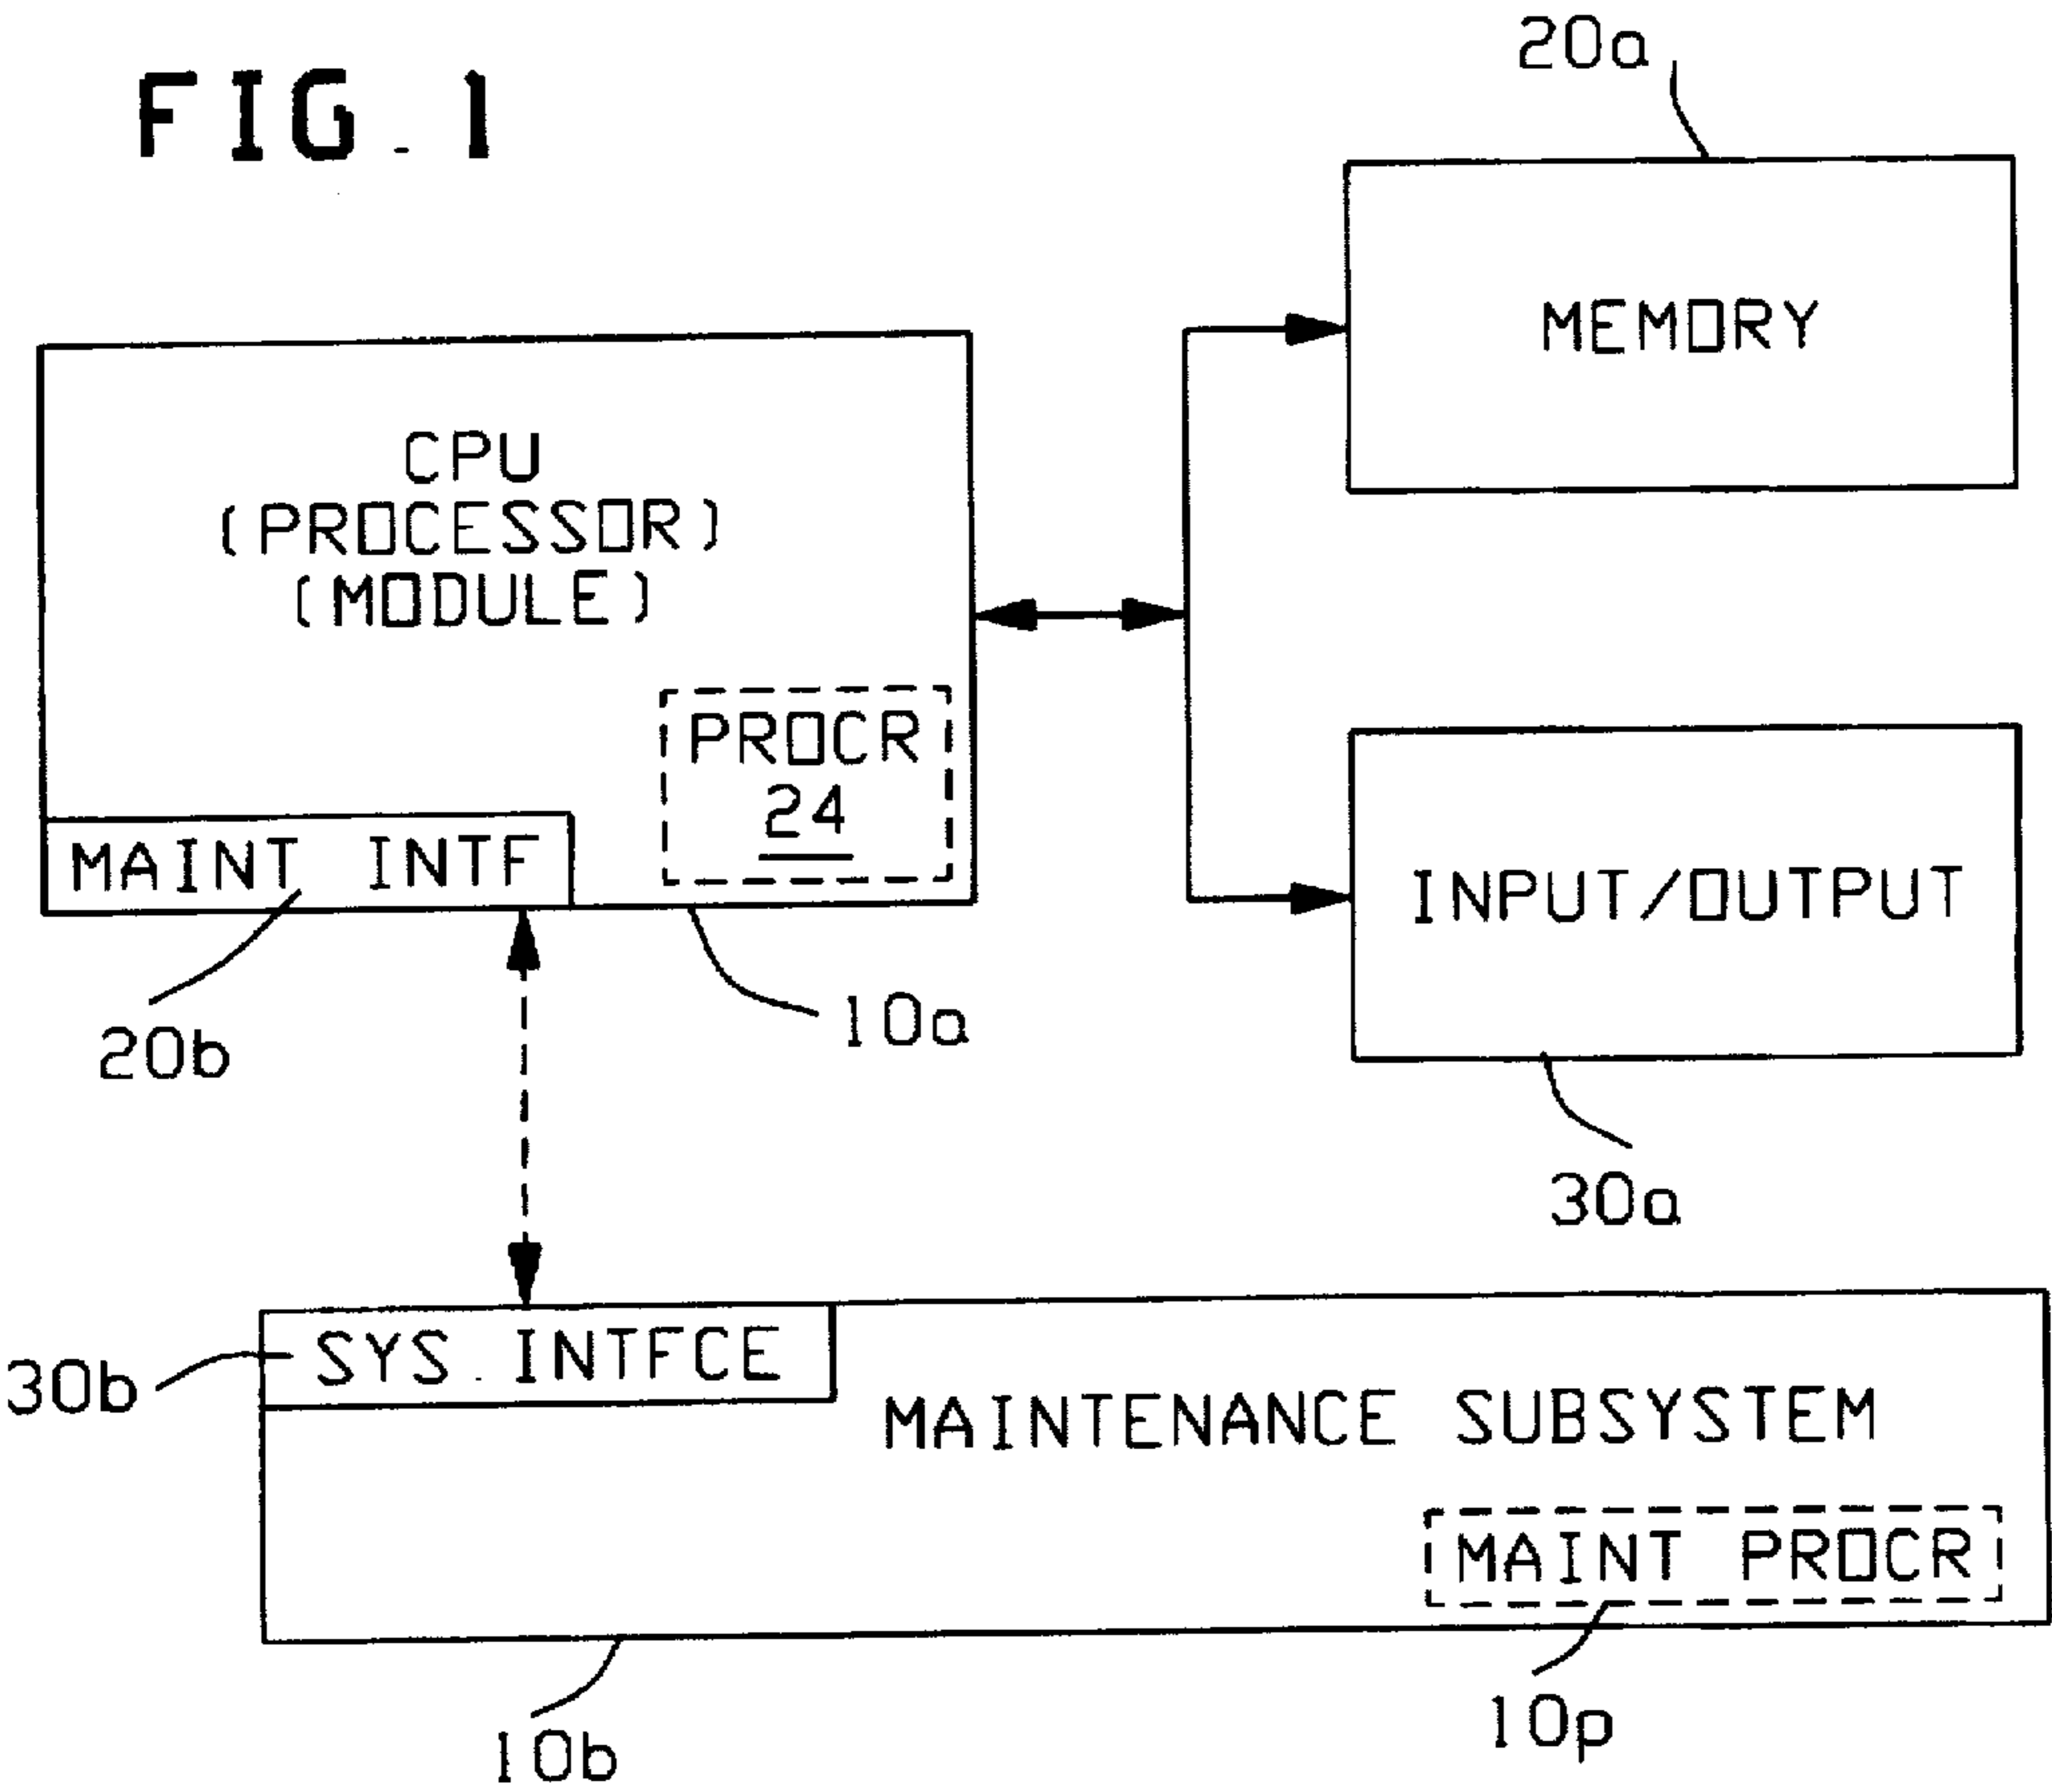 FIG.1
20a
MEMORY
CPU
(PROCESSOR)
(MODULE)
PROCR
24
MAINT INTF
INPUT/OUTPUT
20b
10a
30a
30b
SYS. INTFCE
MAINTENANCE SUBSYSTEM
MAINT PROCR
10b
10p